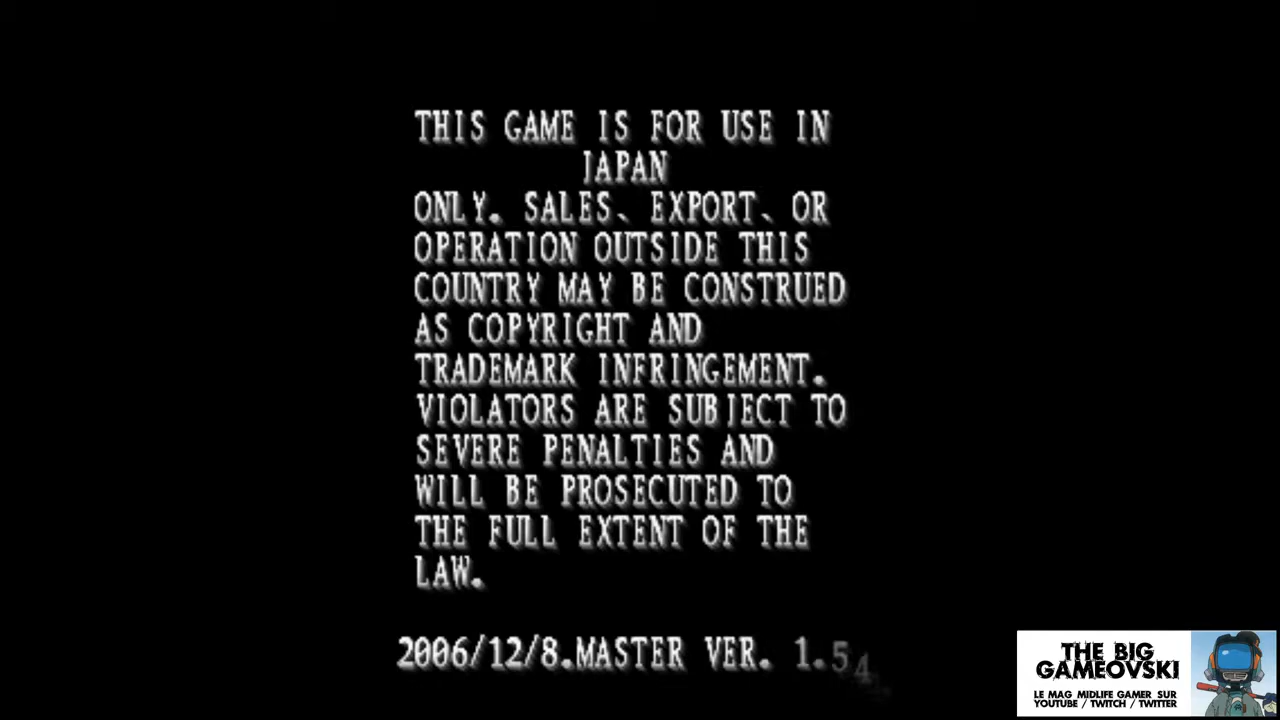 THIS GAME IS FOR USE IN
JAPAN
ONLY. SALES、EXPORT、OR
OPERATION OUTSIDE THIS
COUNTRY MAY BE CONSTRUED
AS COPYRIGHT AND
TRADEMARK INFRINGEMENT.
VIOLATORS ARE SUBJECT TO
SEVERE PENALTIES AND
WILL BE PROSECUTED TO
THE FULL EXTENT OF THE
LAW.
2006/12/8.MASTER VER. 1.54
THE BIG
GAMEOVSKI
LE MAG MIDLIFE GAMER SUR
YOUTUBE / TWITCH / TWITTER